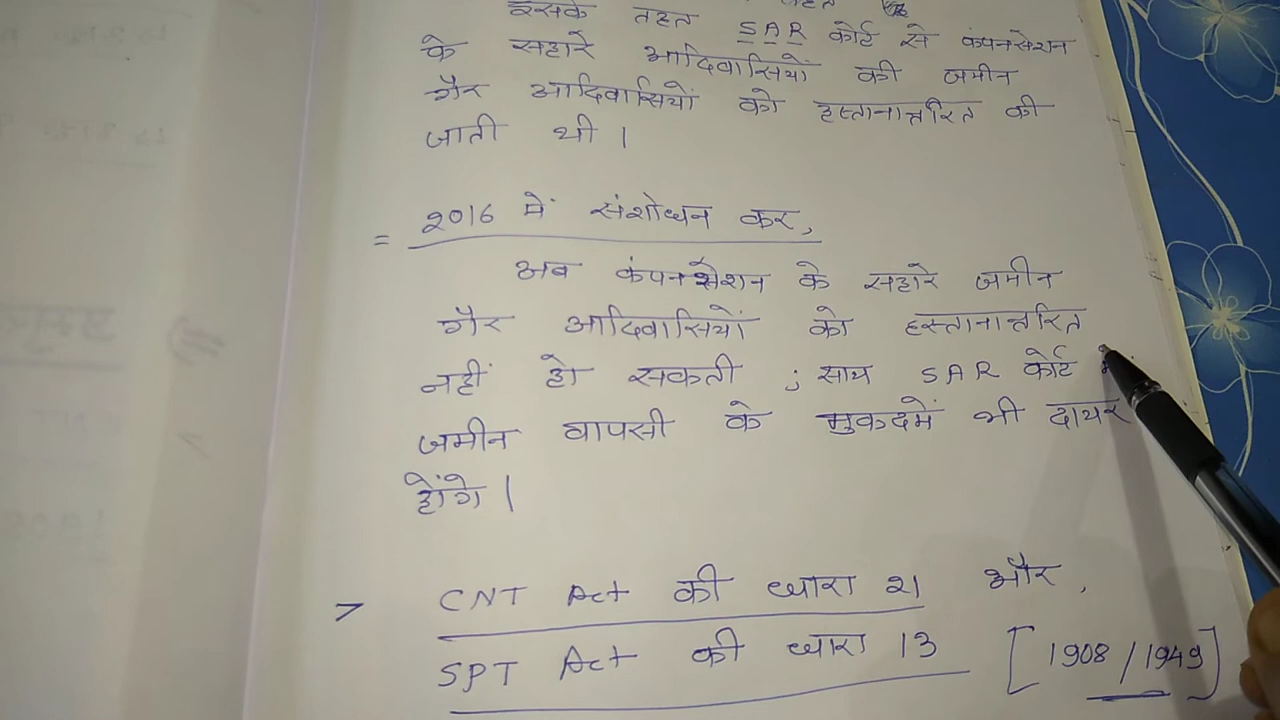 इसके तहत SAR कोर्ट से कंपनसेशन
के सहारे आदिवासियों की जमीन
गैर आदिवासियों को हस्तानान्तरित की
जाती थी |
= 2016 में संशोधन कर,
अब कंपनसेशन के सहारे जमीन
गैर आदिवासियों को हस्तानान्तरित
नहीं हो सकती ; साथ SAR कोर्ट
जमीन वापसी के मुकदमें भी दायर
होंगे |
> CNT Act की धारा 21 और,
SPT Act की धारा 13 [1908/1949]